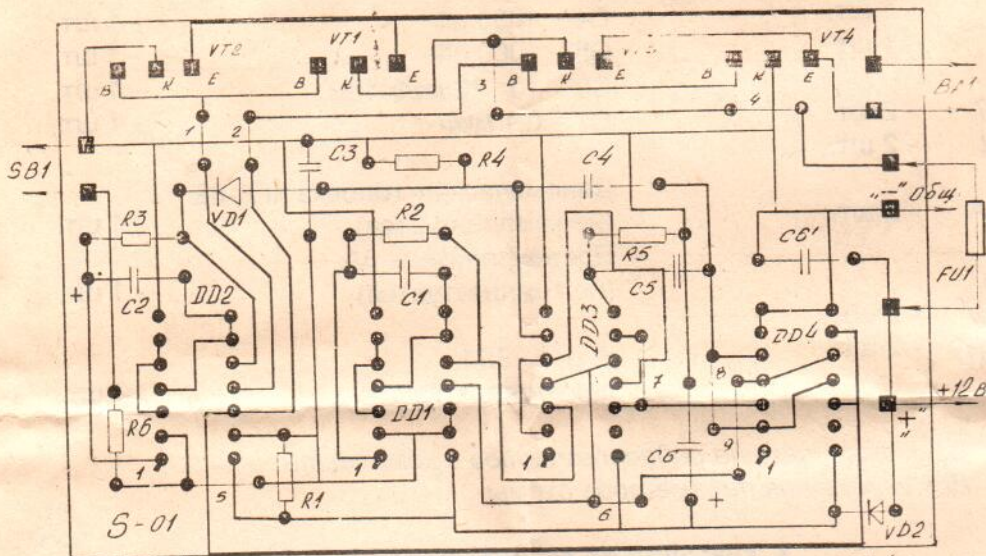 VT2
VT1
VT4
В К Е
В К Е
В К Е
В К Е
1 2 3 4
BA1
SB1
C3
R4
C4
VD1
R3
R2
R5
"–" Общ
C6'
FU1
+
C2
DD2
C1
C5
DD3
DD4
7
8
+12В
"+"
R6
DD1
C6
9
1
5
R1
1
1
6
+
1
S-01
VD2